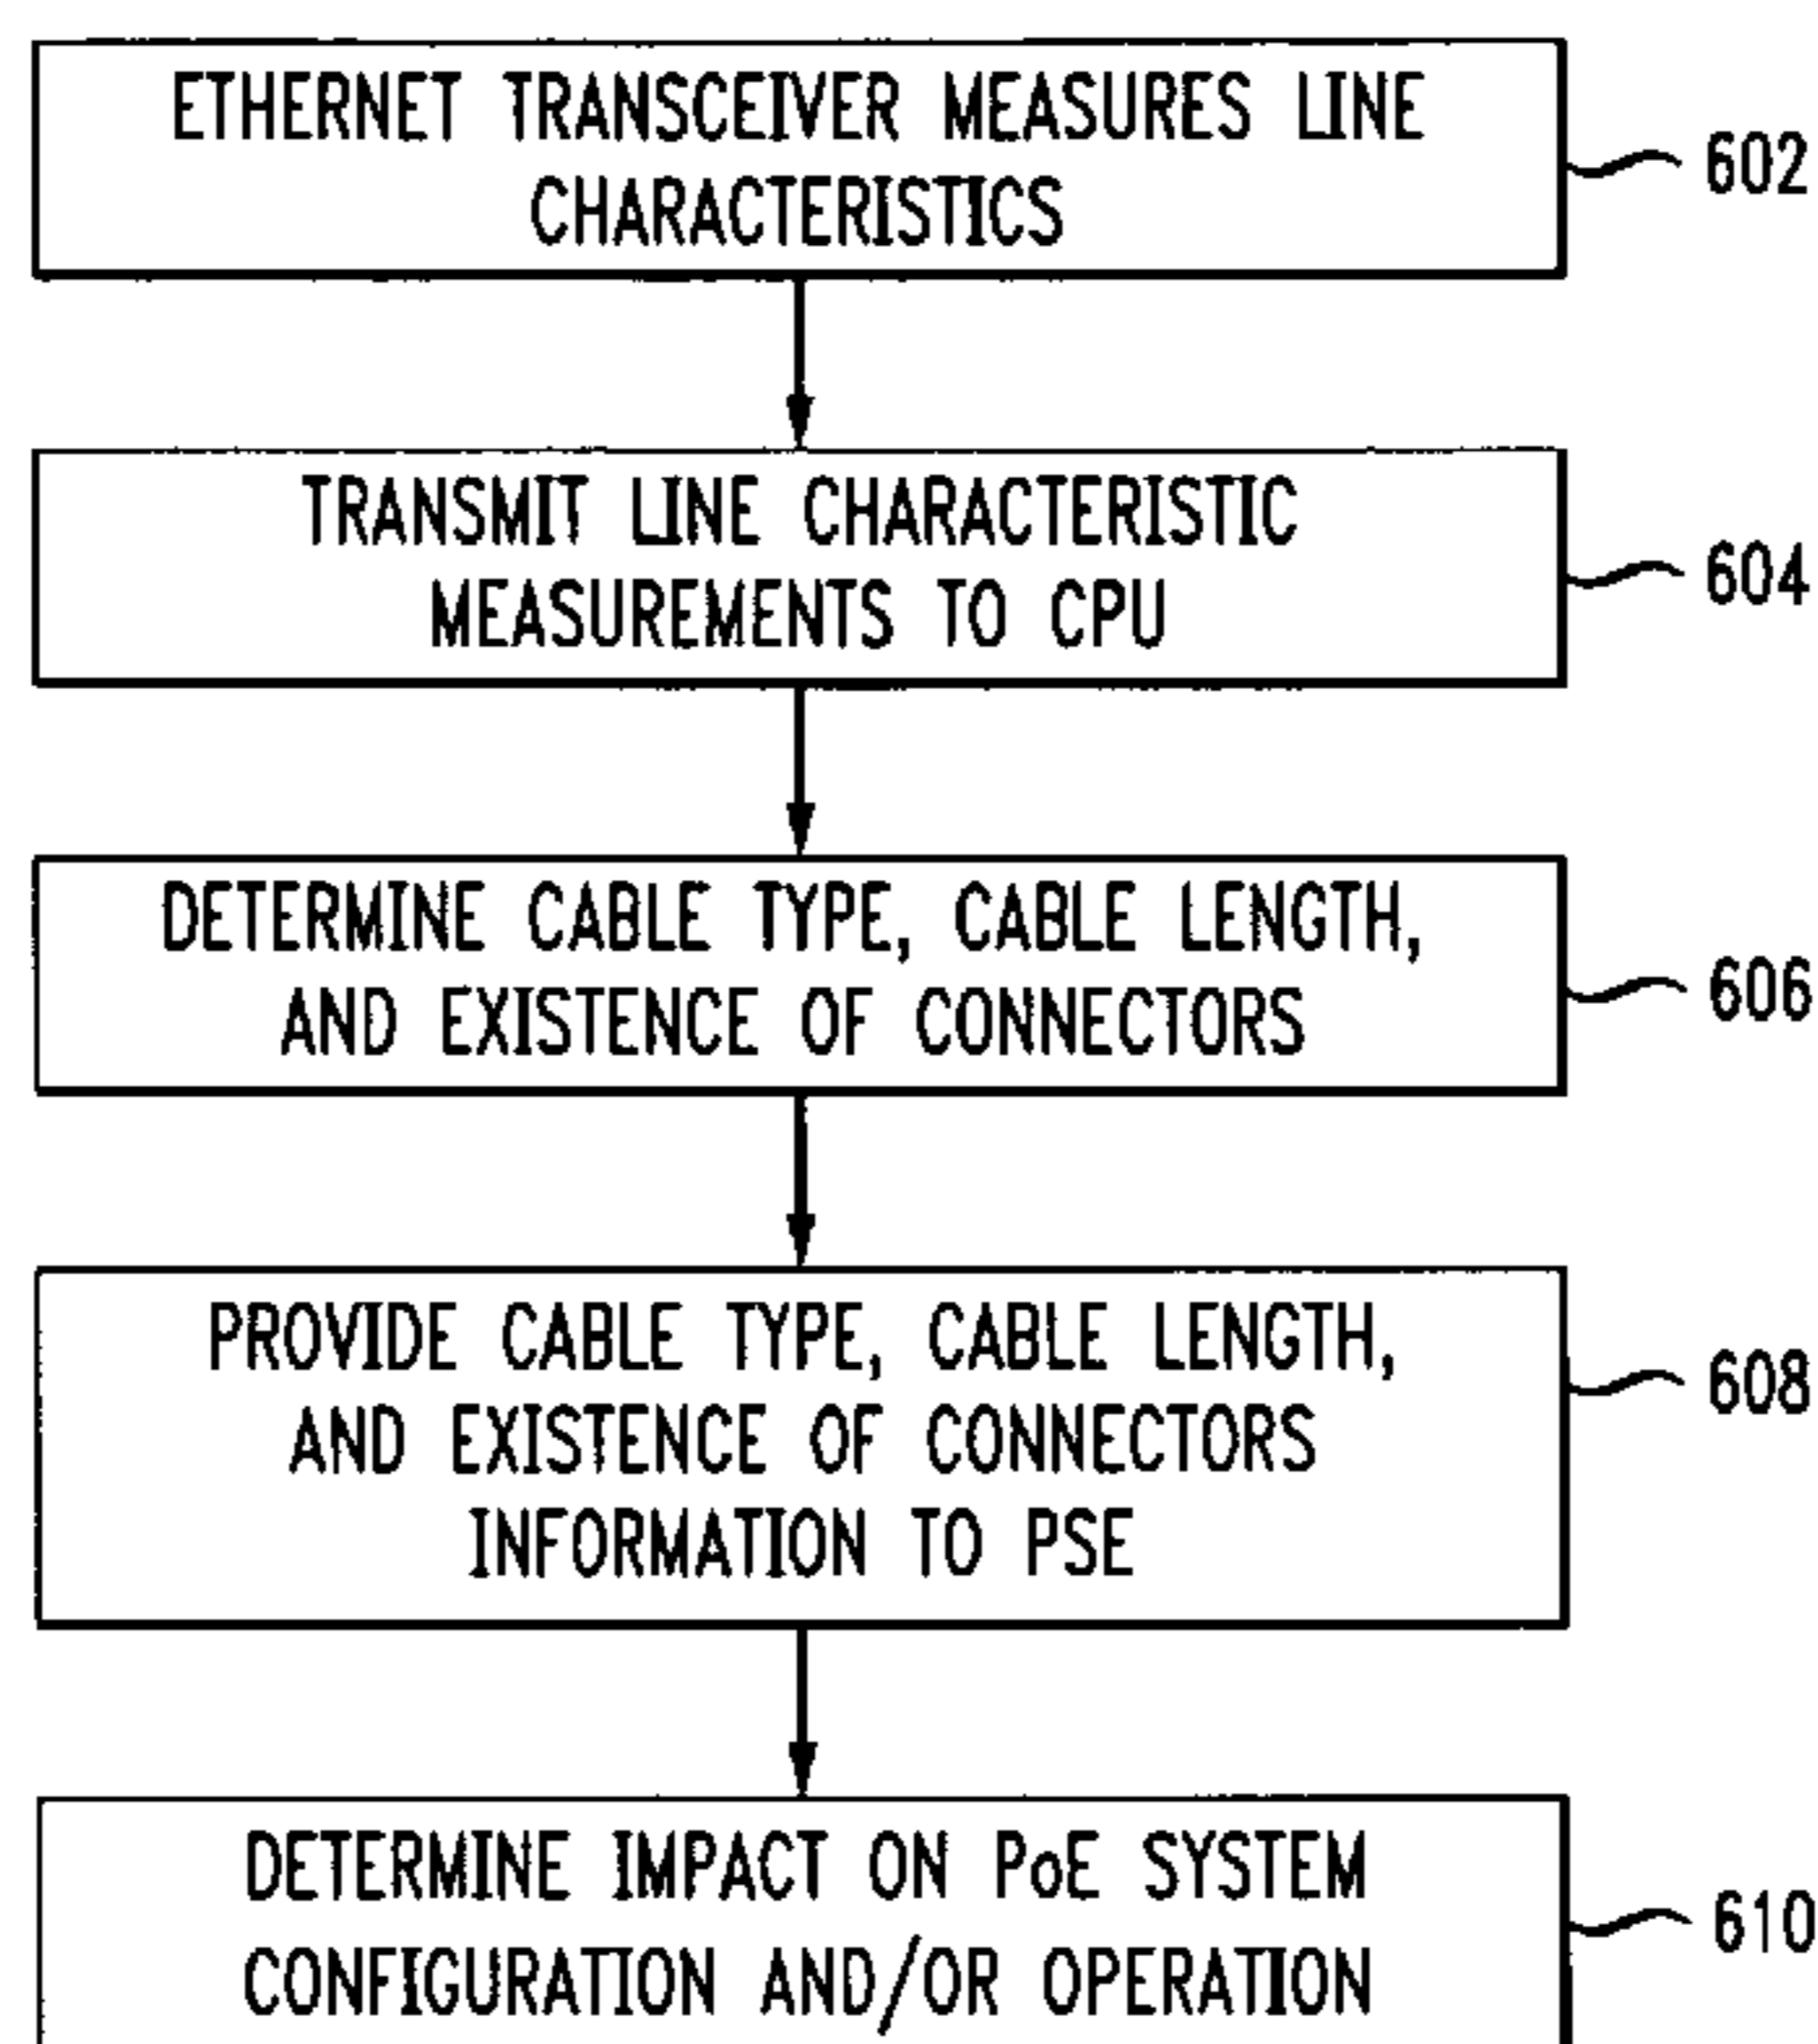 ETHERNET TRANSCEIVER MEASURES LINE
CHARACTERISTICS
602
TRANSMIT LINE CHARACTERISTIC
MEASUREMENTS TO CPU
604
DETERMINE CABLE TYPE, CABLE LENGTH,
AND EXISTENCE OF CONNECTORS
606
PROVIDE CABLE TYPE, CABLE LENGTH,
AND EXISTENCE OF CONNECTORS
INFORMATION TO PSE
608
DETERMINE IMPACT ON PoE SYSTEM
CONFIGURATION AND/OR OPERATION
610